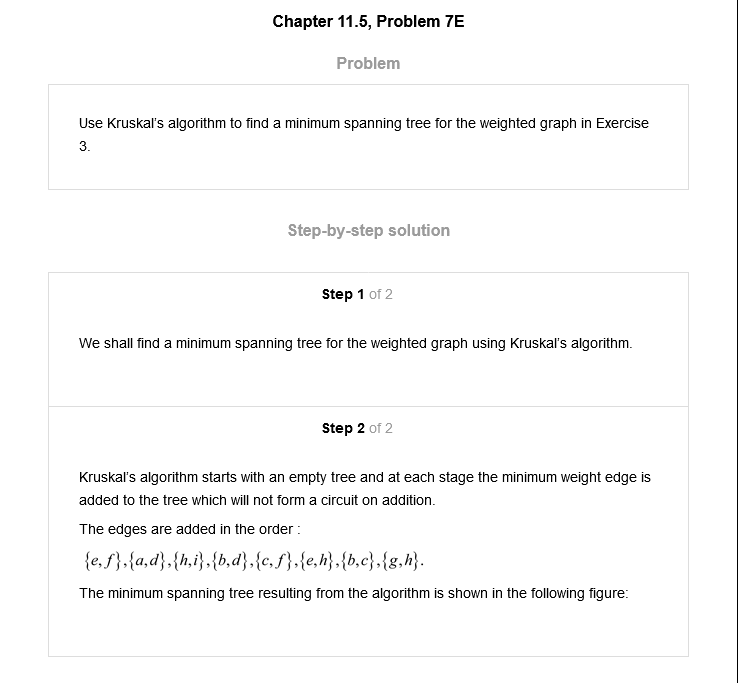 Chapter 11.5, Problem 7E
Problem
Use Kruskal's algorithm to find a minimum spanning tree for the weighted graph in Exercise
3.
Step-by-step solution
Step 1 of 2
We shall find a minimum spanning tree for the weighted graph using Kruskal's algorithm.
Step 2 of 2
Kruskal's algorithm starts with an empty tree and at each stage the minimum weight edge is
added to the tree which will not form a circuit on addition.
The edges are added in the order :
{e,f},{a,d},{h,i},{b,d},{c,f},{e,h},{b,c},{g,h}.
The minimum spanning tree resulting from the algorithm is shown in the following figure: